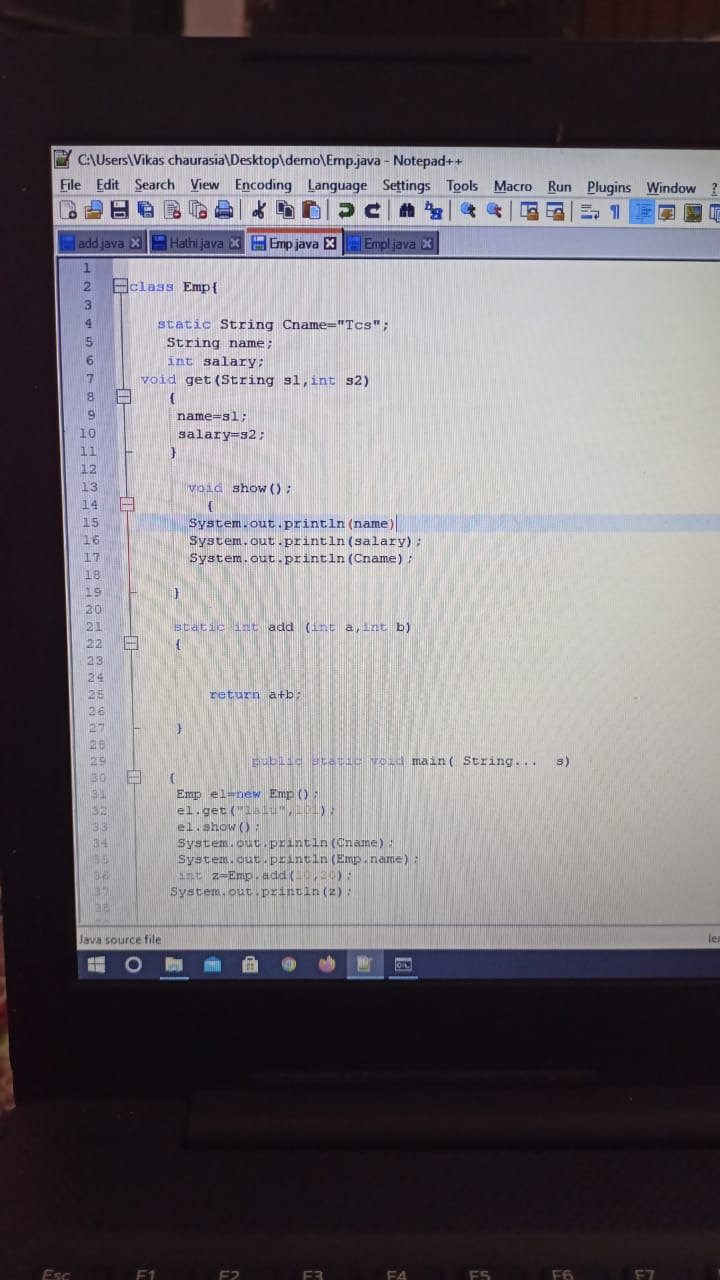 C:\Users\Vikas chaurasia\Desktop\demo\Emp.java - Notepad++
File Edit Search View Encoding Language Settings Tools Macro Run Plugins Window ?
add.java Hathi.java Emp.java Empl.java
1
2 class Emp{
3
4 static String Cname="Tcs";
5 String name;
6 int salary;
7 void get(String s1,int s2)
8 {
9 name=s1;
10 salary=s2;
11 }
12
13 void show();
14 {
15 System.out.println(name)
16 System.out.println(salary);
17 System.out.println(Cname);
18
19 }
20
21 static int add (int a,int b)
22 {
23
24
25 return a+b;
26
27 }
28
29 public static void main( String... s)
30 {
31 Emp e1=new Emp();
32 e1.get("lalu",101);
33 e1.show();
34 System.out.println(Cname);
35 System.out.println(Emp.name);
36 int z=Emp.add(10,20);
37 System.out.println(z);
38
Java source file
Esc F1 F2 F3 F4 F5 F6 F7